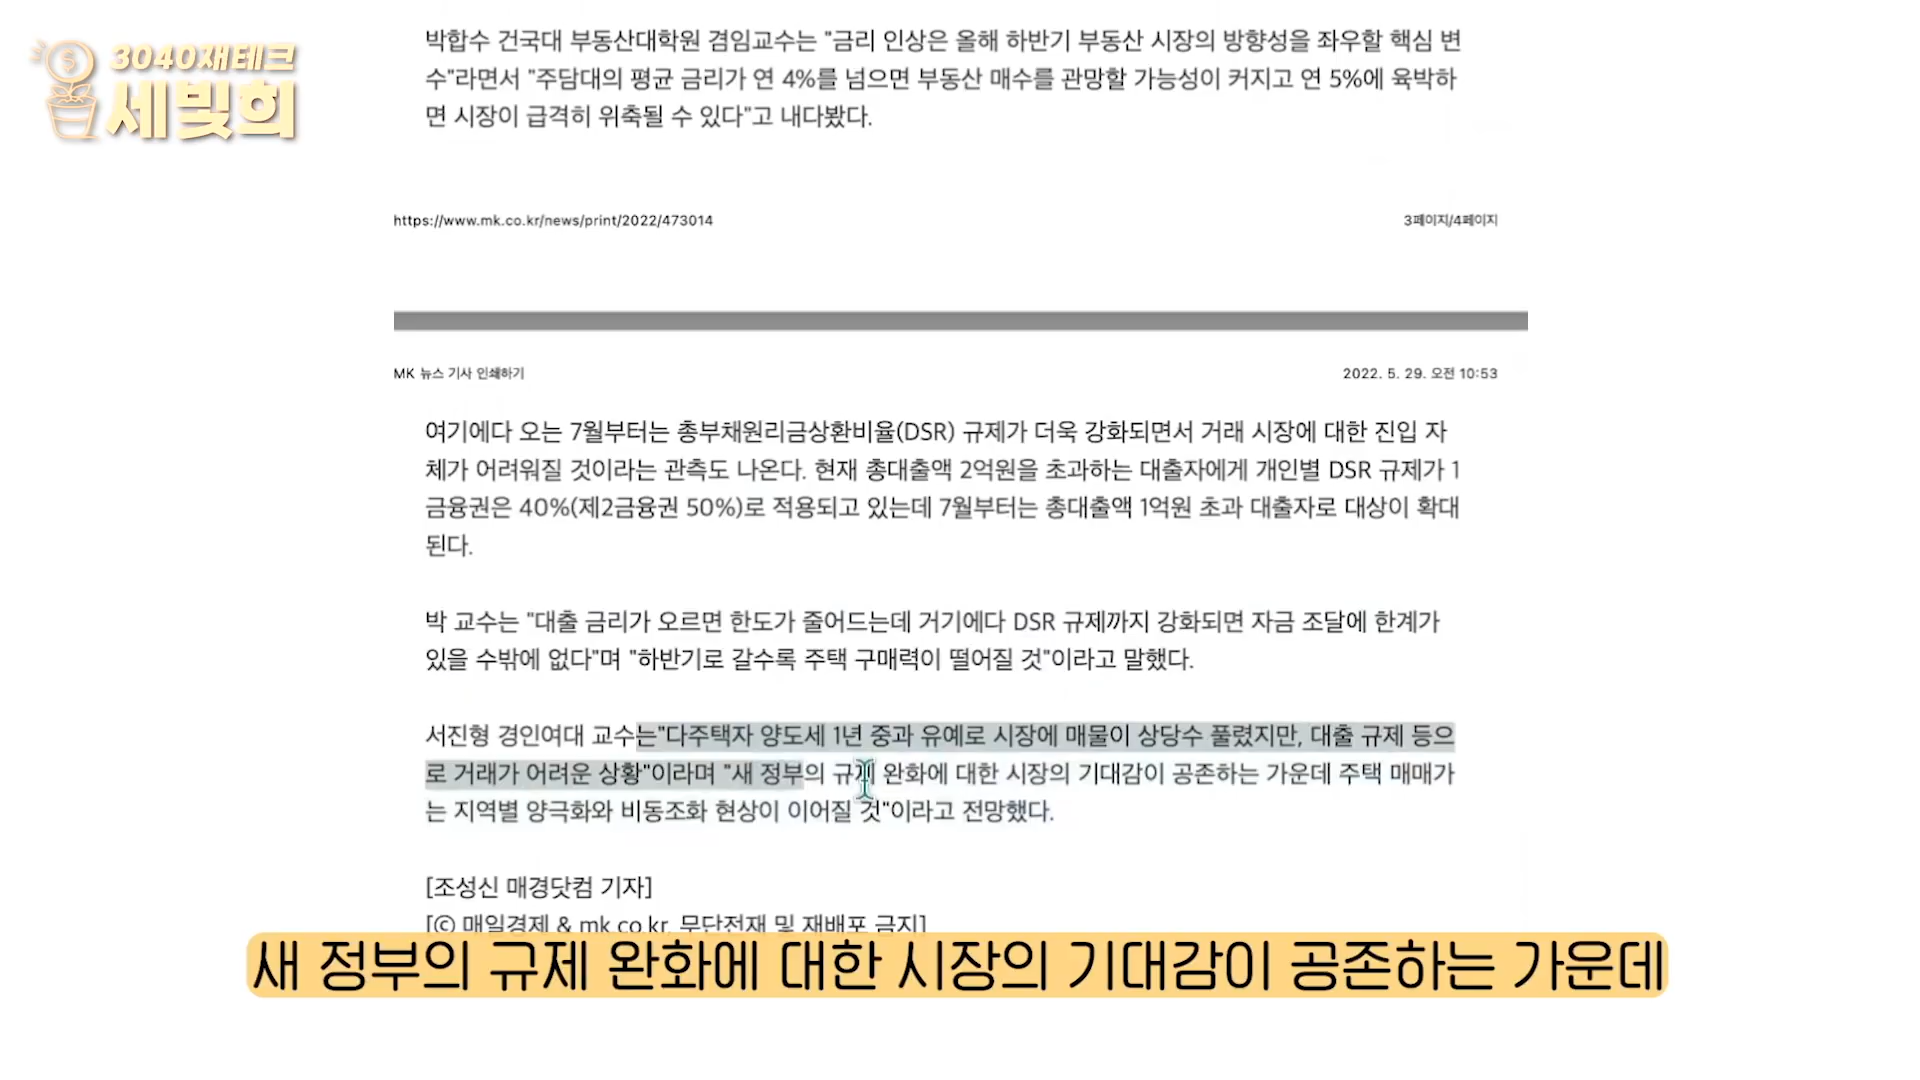 3040재테크
세빛희
박합수 건국대 부동산대학원 겸임교수는 "금리 인상은 올해 하반기 부동산 시장의 방향성을 좌우할 핵심 변
수"라면서 "주담대의 평균 금리가 연 4%를 넘으면 부동산 매수를 관망할 가능성이 커지고 연 5%에 육박하
면 시장이 급격히 위축될 수 있다"고 내다봤다.
https://www.mk.co.kr/news/print/2022/473014 3페이지/4페이지
MK 뉴스 기사 인쇄하기 2022. 5. 29. 오전 10:53
여기에다 오는 7월부터는 총부채원리금상환비율(DSR) 규제가 더욱 강화되면서 거래 시장에 대한 진입 자
체가 어려워질 것이라는 관측도 나온다. 현재 총대출액 2억원을 초과하는 대출자에게 개인별 DSR 규제가 1
금융권은 40%(제2금융권 50%)로 적용되고 있는데 7월부터는 총대출액 1억원 초과 대출자로 대상이 확대
된다.
박 교수는 "대출 금리가 오르면 한도가 줄어드는데 거기에다 DSR 규제까지 강화되면 자금 조달에 한계가
있을 수밖에 없다"며 "하반기로 갈수록 주택 구매력이 떨어질 것"이라고 말했다.
서진형 경인여대 교수는"다주택자 양도세 1년 중과 유예로 시장에 매물이 상당수 풀렸지만, 대출 규제 등으
로 거래가 어려운 상황"이라며 "새 정부의 규제 완화에 대한 시장의 기대감이 공존하는 가운데 주택 매매가
는 지역별 양극화와 비동조화 현상이 이어질 것"이라고 전망했다.
[조성신 매경닷컴 기자]
[ⓒ 매일경제 & mk.co.kr, 무단전재 및 재배포 금지]
새 정부의 규제 완화에 대한 시장의 기대감이 공존하는 가운데